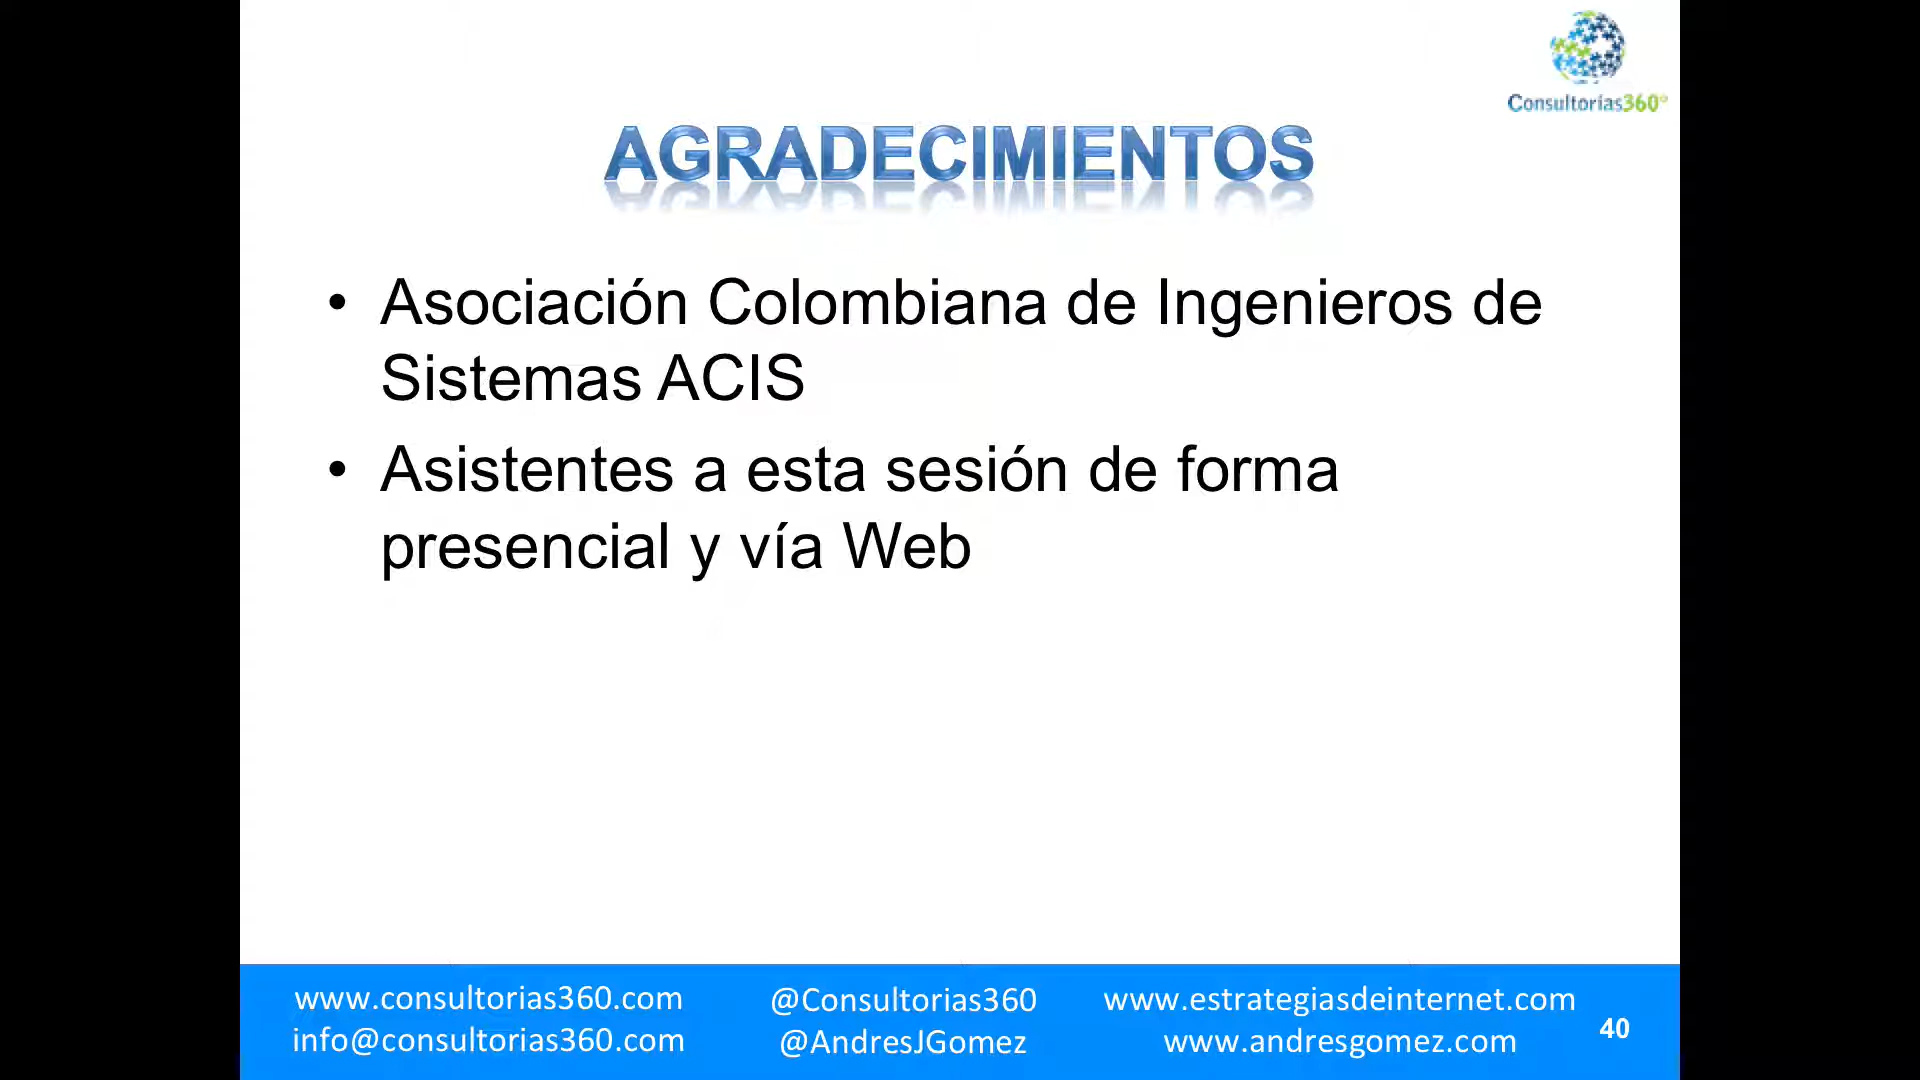 Consultorías360°
AGRADECIMIENTOS
• Asociación Colombiana de Ingenieros de
Sistemas ACIS
• Asistentes a esta sesión de forma
presencial y vía Web
www.consultorias360.com
info@consultorias360.com
@Consultorias360
@AndresJGomez
www.estrategiasdeinternet.com
www.andresgomez.com
40